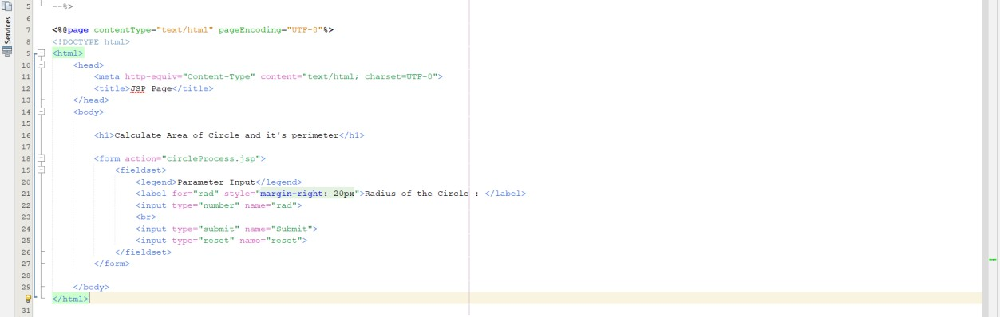 Services
5 --%>
6
7 <%@page contentType="text/html" pageEncoding="UTF-8"%>
8 <!DOCTYPE html>
9 <html>
10     <head>
11         <meta http-equiv="Content-Type" content="text/html; charset=UTF-8">
12         <title>JSP Page</title>
13     </head>
14     <body>
15
16         <h1>Calculate Area of Circle and it's perimeter</h1>
17
18         <form action="circleProcess.jsp">
19             <fieldset>
20                 <legend>Parameter Input</legend>
21                 <label for="rad" style="margin-right: 20px">Radius of the Circle : </label>
22                 <input type="number" name="rad">
23                 <br>
24                 <input type="submit" name="Submit">
25                 <input type="reset" name="reset">
26             </fieldset>
27         </form>
28
29     </body>
</html>
31